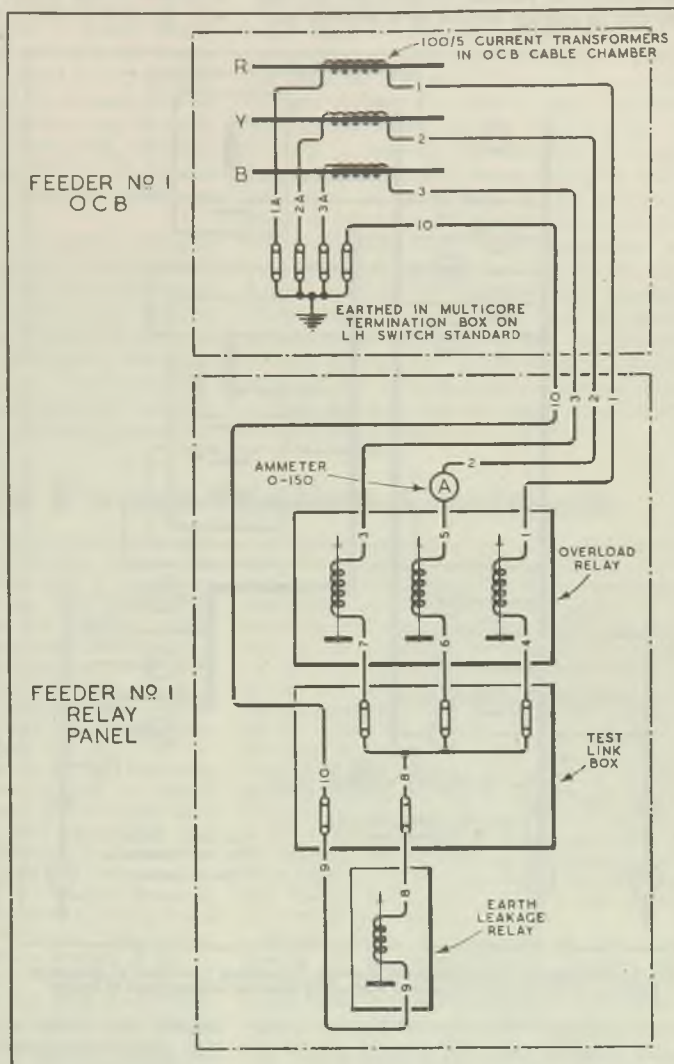 100/5 CURRENT TRANSFORMERS
IN OCB CABLE CHAMBER
R
1
Y
2
FEEDER Nº 1
OCB
B
3
1A
2A
3A
10
EARTHED IN MULTICORE
TERMINATION BOX ON
LH SWITCH STANDARD
10
3
2
1
AMMETER
0-150
A
2
3
5
1
OVERLOAD
RELAY
7
6
4
FEEDER Nº 1
RELAY
PANEL
TEST
LINK
BOX
10
8
9
8
EARTH
LEAKAGE
RELAY
9